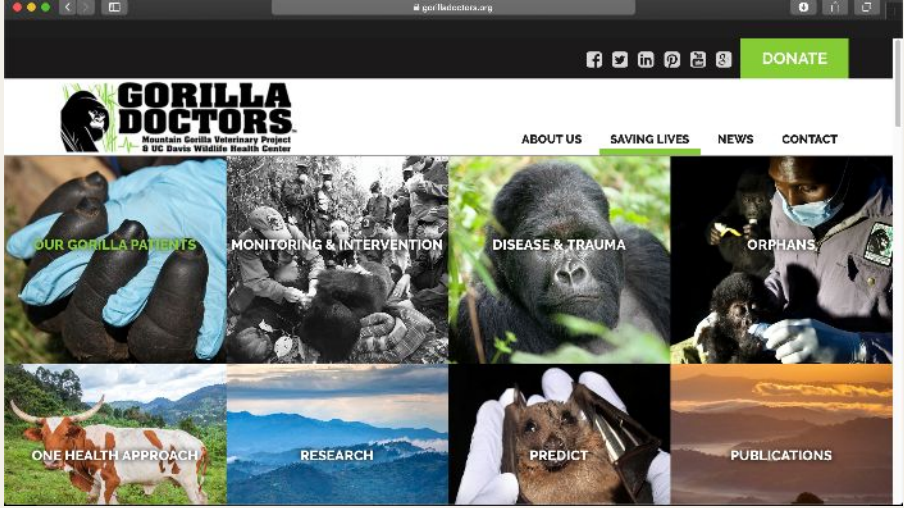 gorilladoctors.org
DONATE
GORILLA
DOCTORS
Mountain Gorilla Veterinary Project
& UC Davis Wildlife Health Center
ABOUT US SAVING LIVES NEWS CONTACT
OUR GORILLA PATIENTS MONITORING & INTERVENTION DISEASE & TRAUMA ORPHANS
ONE HEALTH APPROACH RESEARCH PREDICT PUBLICATIONS